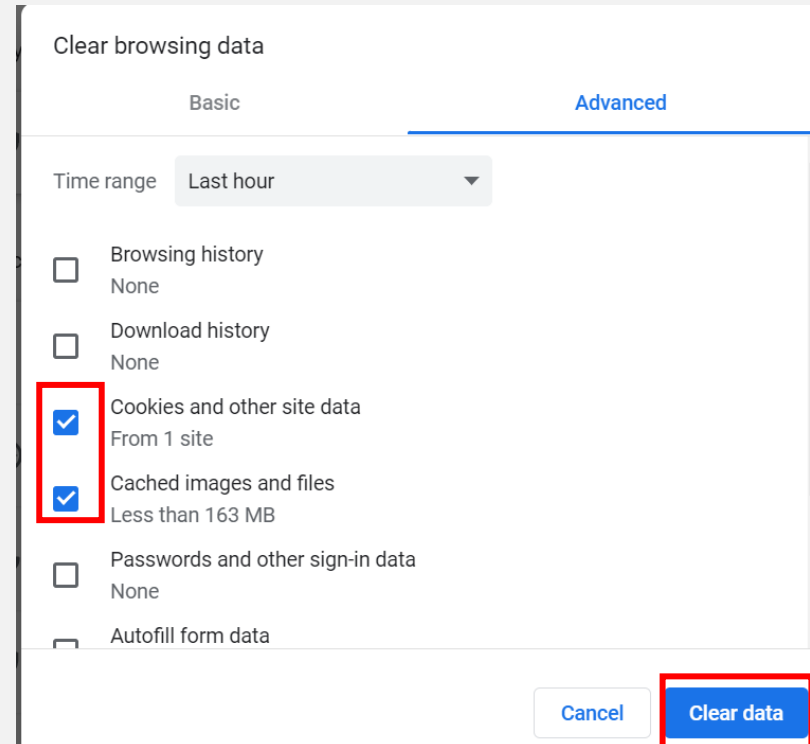 Clear browsing data
Basic Advanced
Time range Last hour
Browsing history
None
Download history
None
Cookies and other site data
From 1 site
Cached images and files
Less than 163 MB
Passwords and other sign-in data
None
Autofill form data
Cancel Clear data